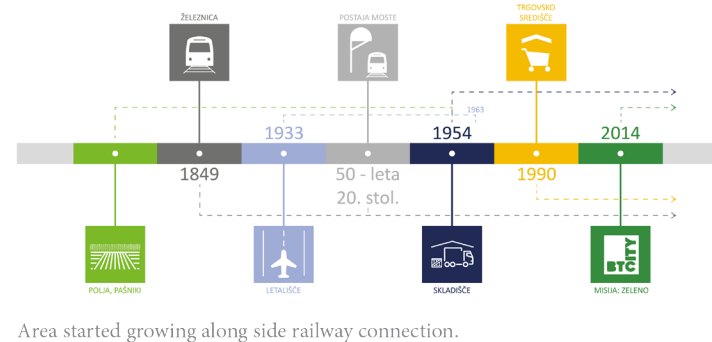 ŽELEZNICA
POSTAJA MOSTE
TRGOVSKO
SREDIŠČE
1963
1933
1954
2014
1849
50 - leta
20. stol.
1990
BTC
CITY
POLJA, PAŠNIKI
LETALIŠČE
SKLADIŠČE
MISIJA: ZELENO
Area started growing along side railway connection.